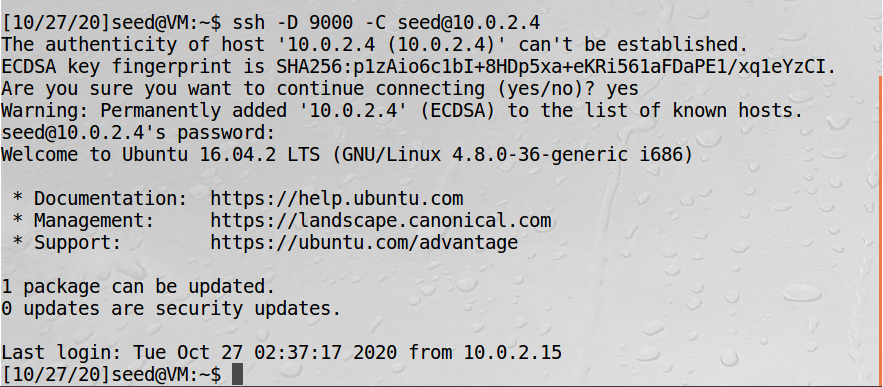 [10/27/20]seed@VM:~$ ssh -D 9000 -C seed@10.0.2.4
The authenticity of host '10.0.2.4 (10.0.2.4)' can't be established.
ECDSA key fingerprint is SHA256:p1zAio6c1bI+8HDp5xa+eKRi561aFDaPE1/xq1eYzCI.
Are you sure you want to continue connecting (yes/no)? yes
Warning: Permanently added '10.0.2.4' (ECDSA) to the list of known hosts.
seed@10.0.2.4's password:
Welcome to Ubuntu 16.04.2 LTS (GNU/Linux 4.8.0-36-generic i686)

 * Documentation:  https://help.ubuntu.com
 * Management:     https://landscape.canonical.com
 * Support:        https://ubuntu.com/advantage

1 package can be updated.
0 updates are security updates.

Last login: Tue Oct 27 02:37:17 2020 from 10.0.2.15
[10/27/20]seed@VM:~$